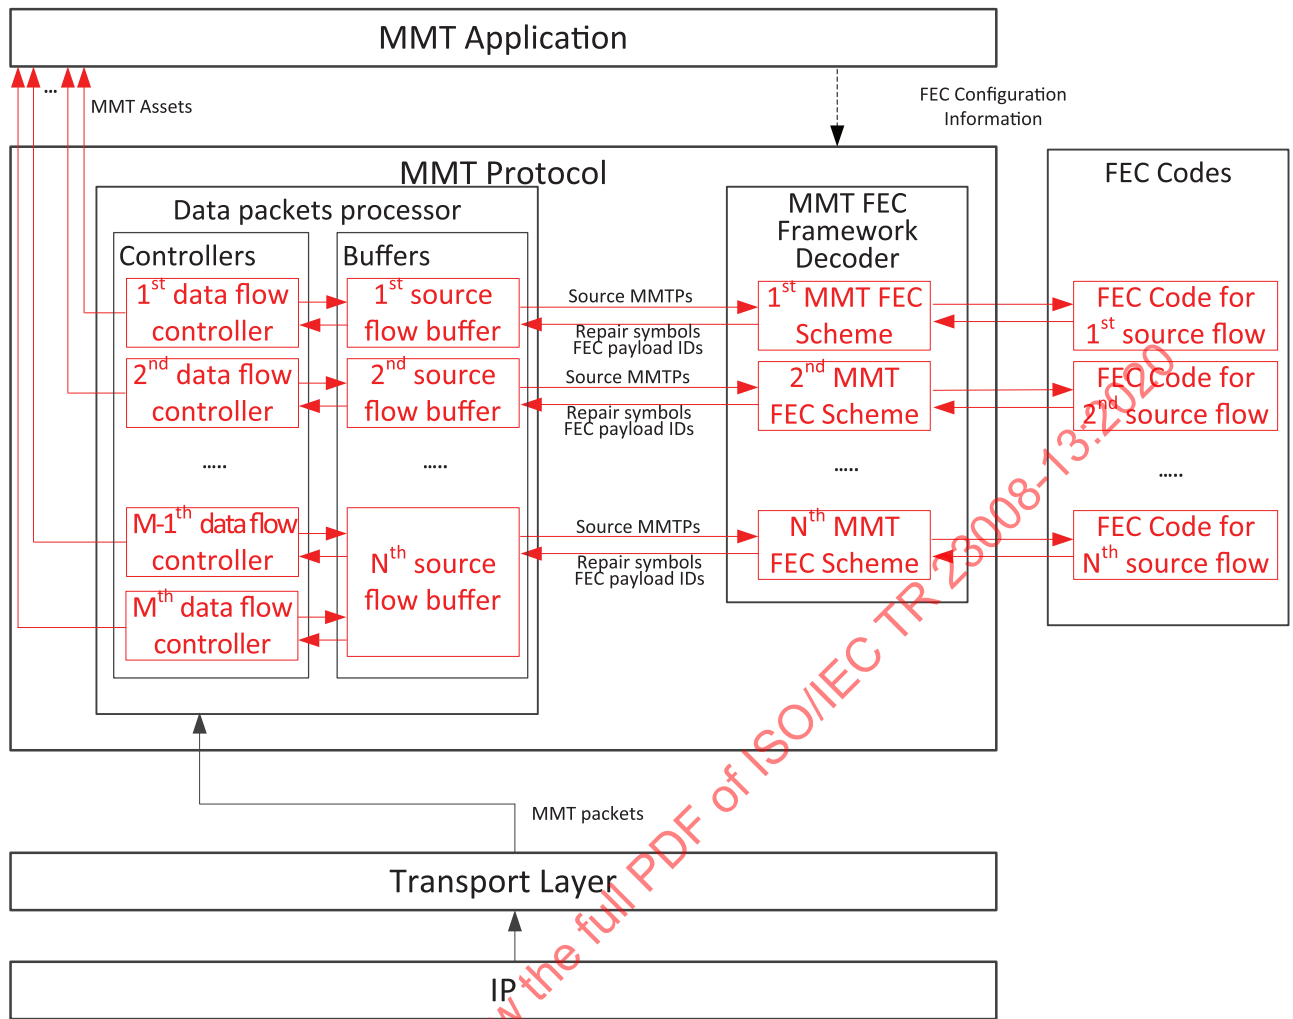 MMT Application
...
MMT Assets
FEC Configuration
Information
MMT Protocol
FEC Codes
Data packets processor
MMT FEC
Framework
Decoder
Controllers
Buffers
1st data flow
controller
1st source
flow buffer
Source MMTPs
Repair symbols
FEC payload IDs
1st MMT FEC
Scheme
FEC Code for
1st source flow
2nd data flow
controller
2nd source
flow buffer
Source MMTPs
Repair symbols
FEC payload IDs
2nd MMT
FEC Scheme
FEC Code for
2nd source flow
.....
.....
.....
.....
M-1th data flow
controller
Nth source
flow buffer
Source MMTPs
Repair symbols
FEC payload IDs
Nth MMT
FEC Scheme
FEC Code for
Nth source flow
Mth data flow
controller
MMT packets
Transport Layer
IP
the full PDF of ISO/IEC TR 23008-13:2020